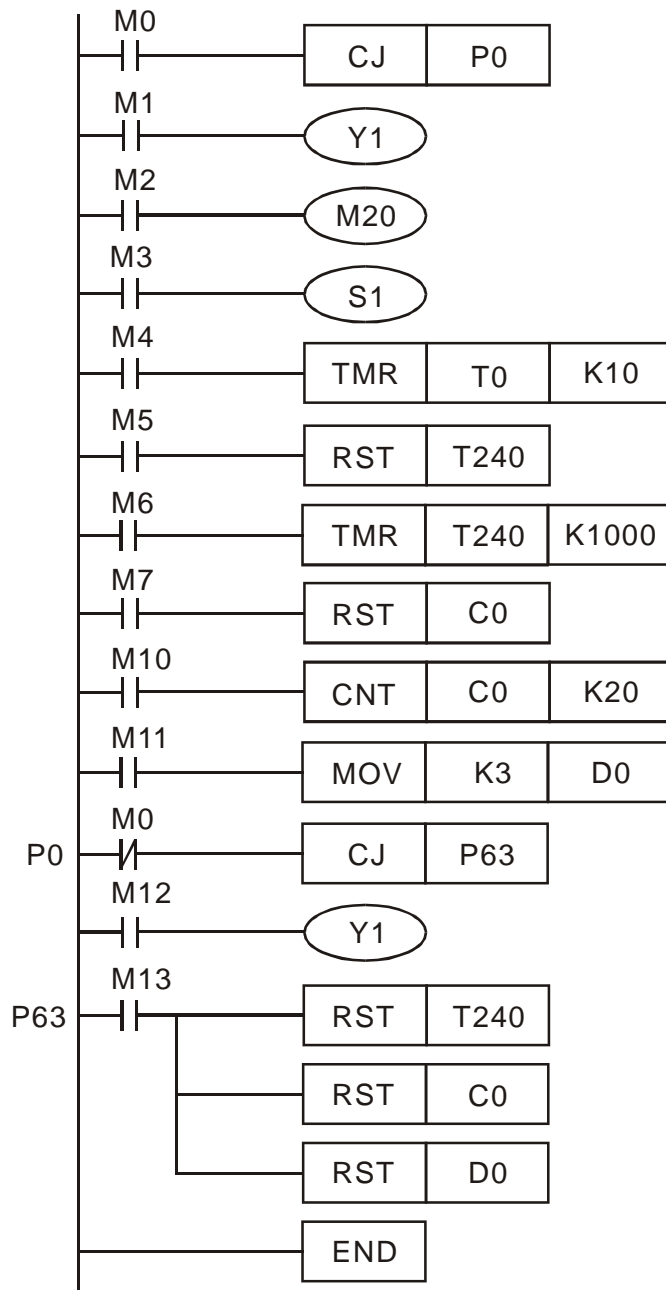 M0
CJ P0
M1
Y1
M2
M20
M3
S1
M4
TMR T0 K10
M5
RST T240
M6
TMR T240 K1000
M7
RST C0
M10
CNT C0 K20
M11
MOV K3 D0
M0
P0 CJ P63
M12
Y1
M13
P63 RST T240
RST C0
RST D0
END